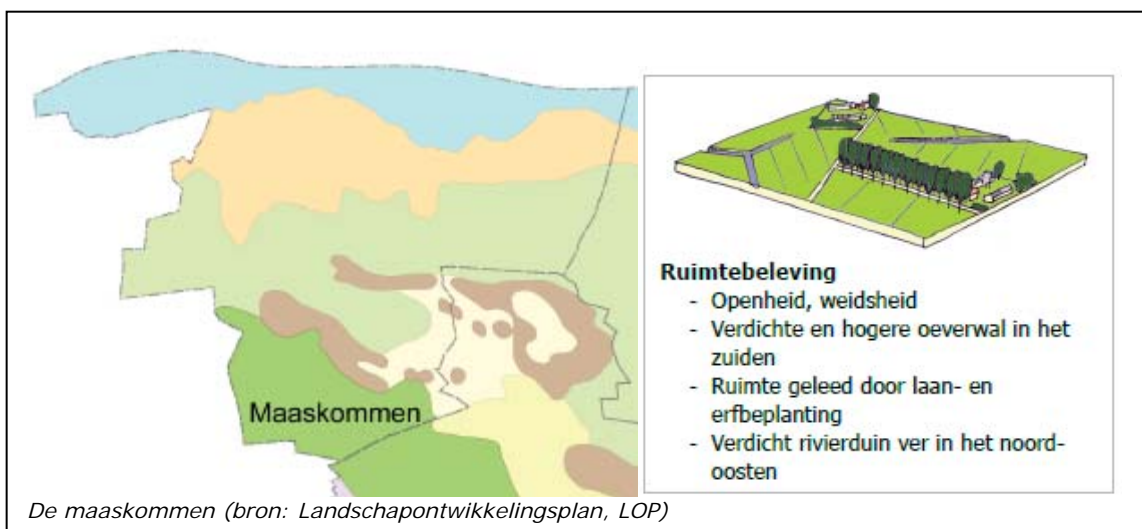 Maaskommen
Ruimtebeleving
- Openheid, weidsheid
- Verdichte en hogere oeverwal in het
zuiden
- Ruimte geleed door laan- en
erfbeplanting
- Verdicht rivierduin ver in het noord-
oosten
De maaskommen (bron: Landschapontwikkelingsplan, LOP)